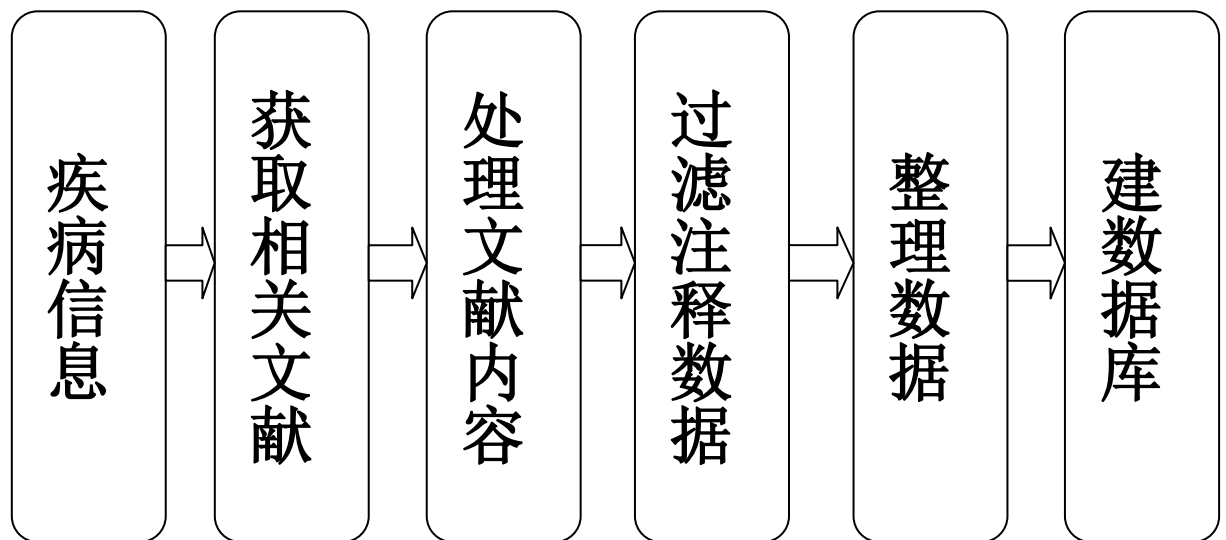 疾病信息
获取相关文献
处理文献内容
过滤注释数据
整理数据
建数据库